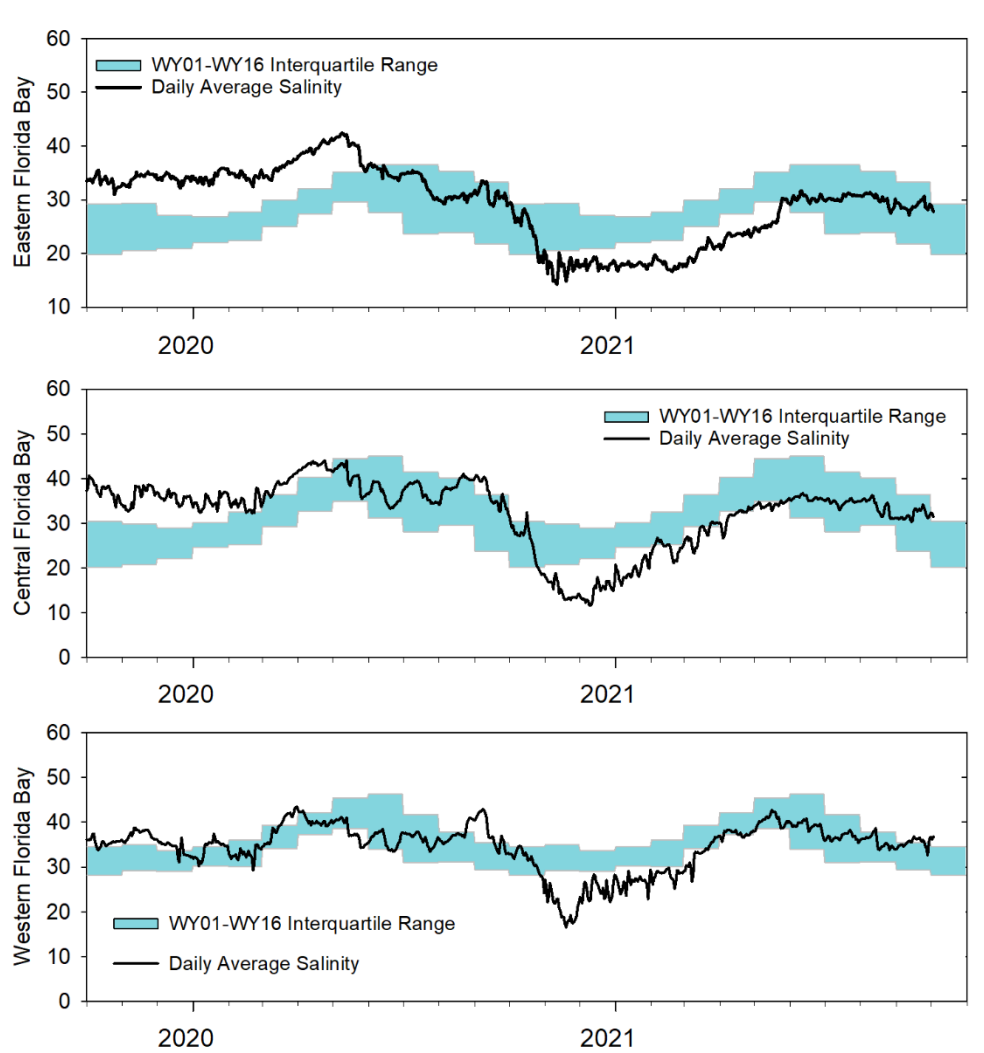 60
50
40
30
20
10
Eastern Florida Bay
WY01-WY16 Interquartile Range
Daily Average Salinity
2020 2021
60
50
40
30
20
10
0
Central Florida Bay
WY01-WY16 Interquartile Range
Daily Average Salinity
2020 2021
60
50
40
30
20
10
0
Western Florida Bay
WY01-WY16 Interquartile Range
Daily Average Salinity
2020 2021